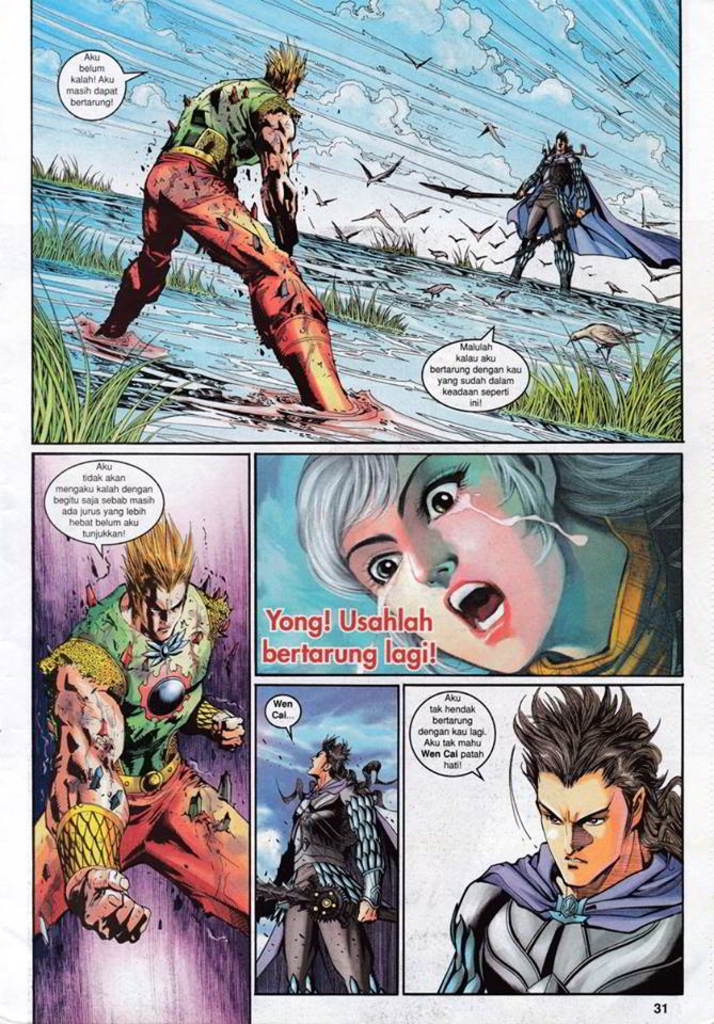 Aku
belum
kalah! Aku
masih dapat
bertarung!
Malulah
kalau aku
bertarung dengan kau
yang sudah dalam
keadaan seperti
ini!
Aku
tidak akan
mengaku kalah dengan
begitu saja sebab masih
ada jurus yang lebih
hebat belum aku
tunjukkan!
Yong! Usahlah
bertarung lagi!
Wen
Cai...
Aku
tak hendak
bertarung
dengan kau lagi.
Aku tak mahu
Wen Cai patah
hati!
31